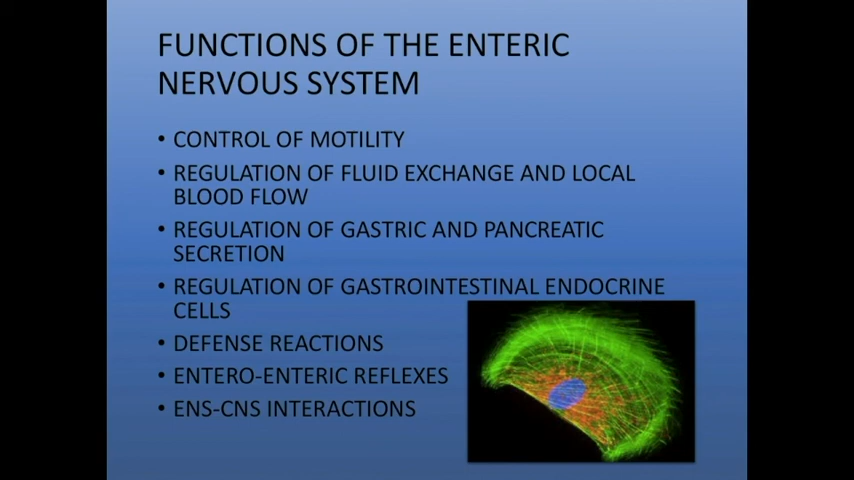 FUNCTIONS OF THE ENTERIC
NERVOUS SYSTEM
• CONTROL OF MOTILITY
• REGULATION OF FLUID EXCHANGE AND LOCAL
BLOOD FLOW
• REGULATION OF GASTRIC AND PANCREATIC
SECRETION
• REGULATION OF GASTROINTESTINAL ENDOCRINE
CELLS
• DEFENSE REACTIONS
• ENTERO-ENTERIC REFLEXES
• ENS-CNS INTERACTIONS